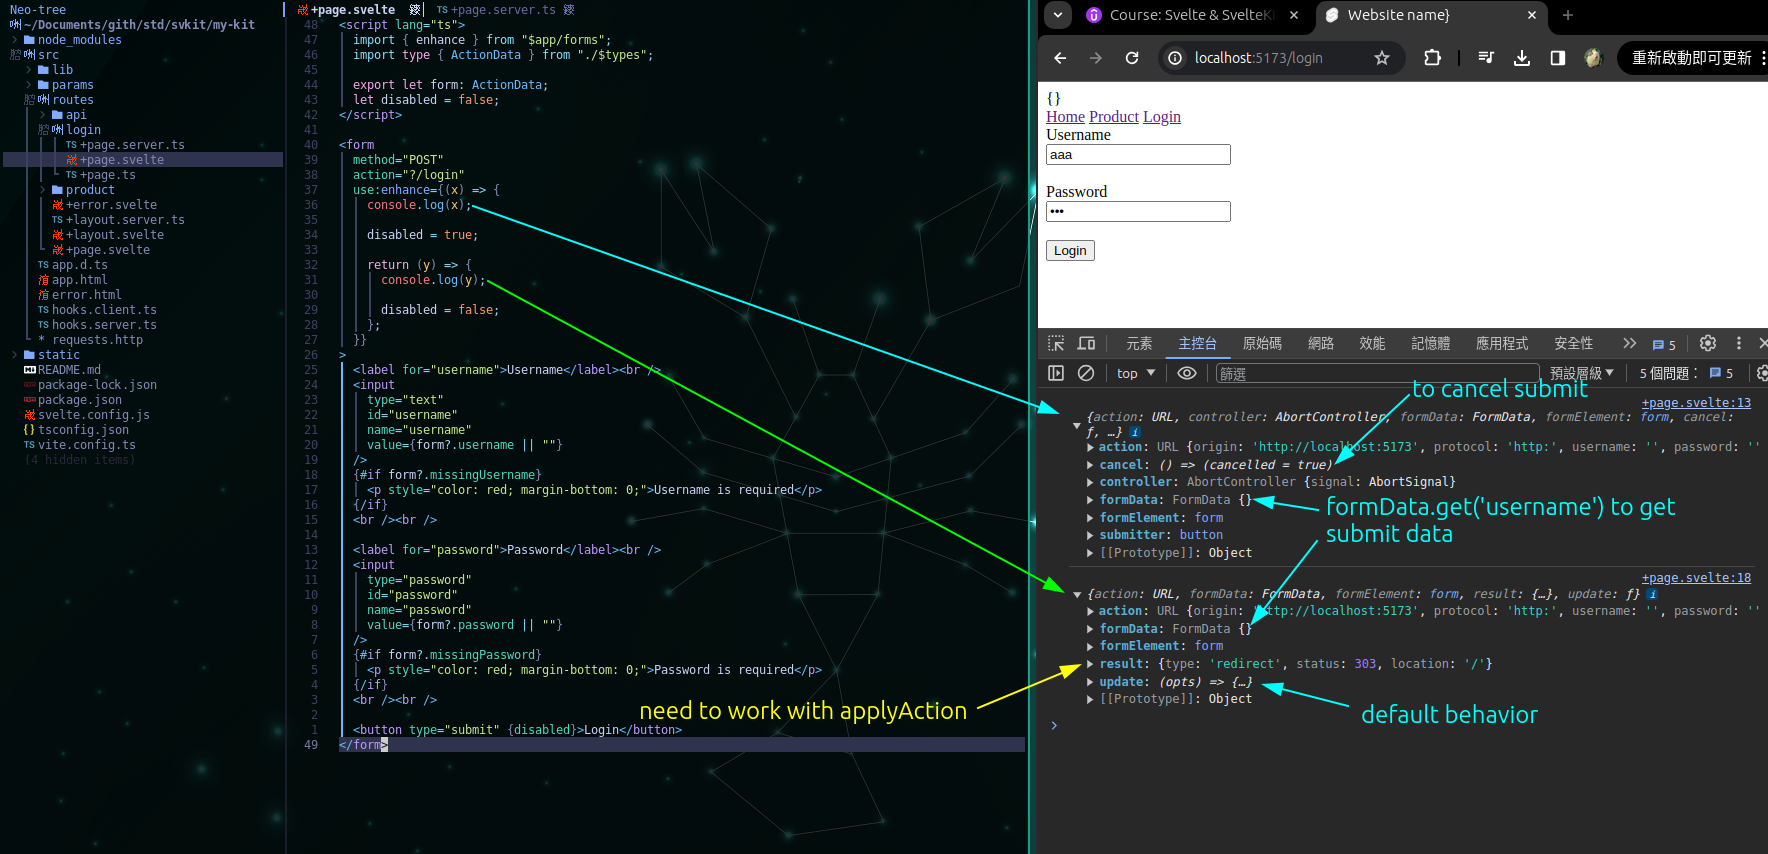 Neo-tree
~/Documents/gith/std/svkit/my-kit
node_modules
src
lib
params
routes
api
login
TS +page.server.ts
+page.svelte
TS +page.ts
product
+error.svelte
TS +layout.server.ts
+layout.svelte
+page.svelte
TS app.d.ts
app.html
error.html
TS hooks.client.ts
TS hooks.server.ts
* requests.http
static
README.md
package-lock.json
package.json
svelte.config.js
{} tsconfig.json
TS vite.config.ts
(4 hidden items)
+page.svelte TS +page.server.ts
48 <script lang="ts">
47 import { enhance } from "$app/forms";
46 import type { ActionData } from "./$types";
45
44 export let form: ActionData;
43 let disabled = false;
42 </script>
41
40 <form
39 method="POST"
38 action="?/login"
37 use:enhance={(x) => {
36 console.log(x);
35
34 disabled = true;
33
32 return (y) => {
31 console.log(y);
30
29 disabled = false;
28 };
27 }}
26 >
25 <label for="username">Username</label><br />
24 <input
23 type="text"
22 id="username"
21 name="username"
20 value={form?.username || ""}
19 />
18 {#if form?.missingUsername}
17 <p style="color: red; margin-bottom: 0;">Username is required</p>
16 {/if}
15 <br /><br />
14
13 <label for="password">Password</label><br />
12 <input
11 type="password"
10 id="password"
9 name="password"
8 value={form?.password || ""}
7 />
6 {#if form?.missingPassword}
5 <p style="color: red; margin-bottom: 0;">Password is required</p>
4 {/if}
3 <br /><br />
2
1 <button type="submit" {disabled}>Login</button>
49 </form>
need to work with applyAction
Course: Svelte & SvelteK
Website name}
localhost:5173/login
重新啟動即可更新
{}
Home Product Login
Username
aaa
Password
•••
Login
元素 主控台 原始碼 網路 效能 記憶體 應用程式 安全性 5
top 篩選 預設層級 5 個問題： 5
to cancel submit
+page.svelte:13
{action: URL, controller: AbortController, formData: FormData, formElement: form, cancel:
ƒ, …}
action: URL {origin: 'http://localhost:5173', protocol: 'http:', username: '', password: ''
cancel: () => (cancelled = true)
controller: AbortController {signal: AbortSignal}
formData: FormData {}
formElement: form
submitter: button
[[Prototype]]: Object
formData.get('username') to get
submit data
+page.svelte:18
{action: URL, formData: FormData, formElement: form, result: {…}, update: ƒ}
action: URL {origin: 'http://localhost:5173', protocol: 'http:', username: '', password: ''
formData: FormData {}
formElement: form
result: {type: 'redirect', status: 303, location: '/'}
update: (opts) => {…}
[[Prototype]]: Object
default behavior